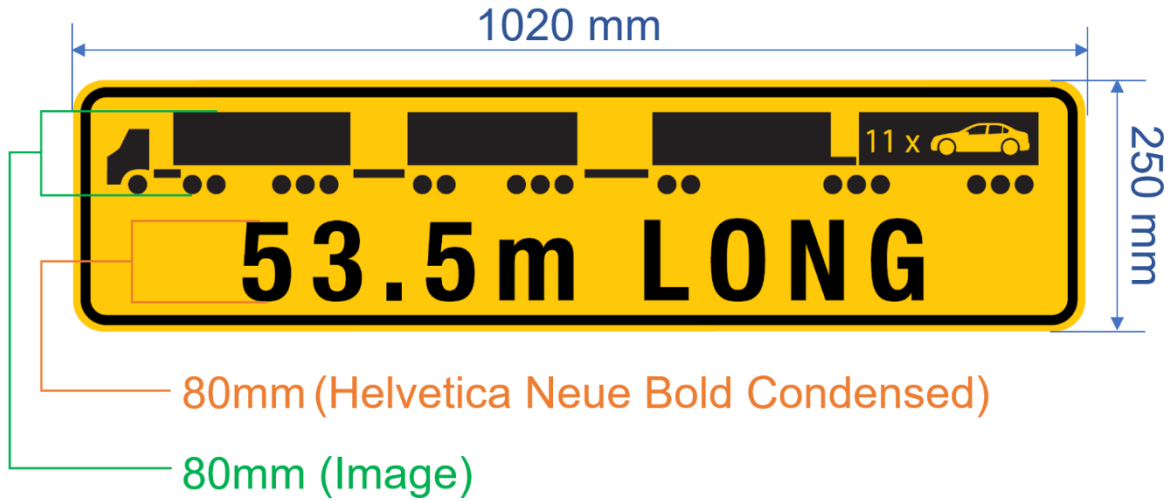 1020 mm
250 mm
11 x
53.5m LONG
80mm (Helvetica Neue Bold Condensed)
80mm (Image)